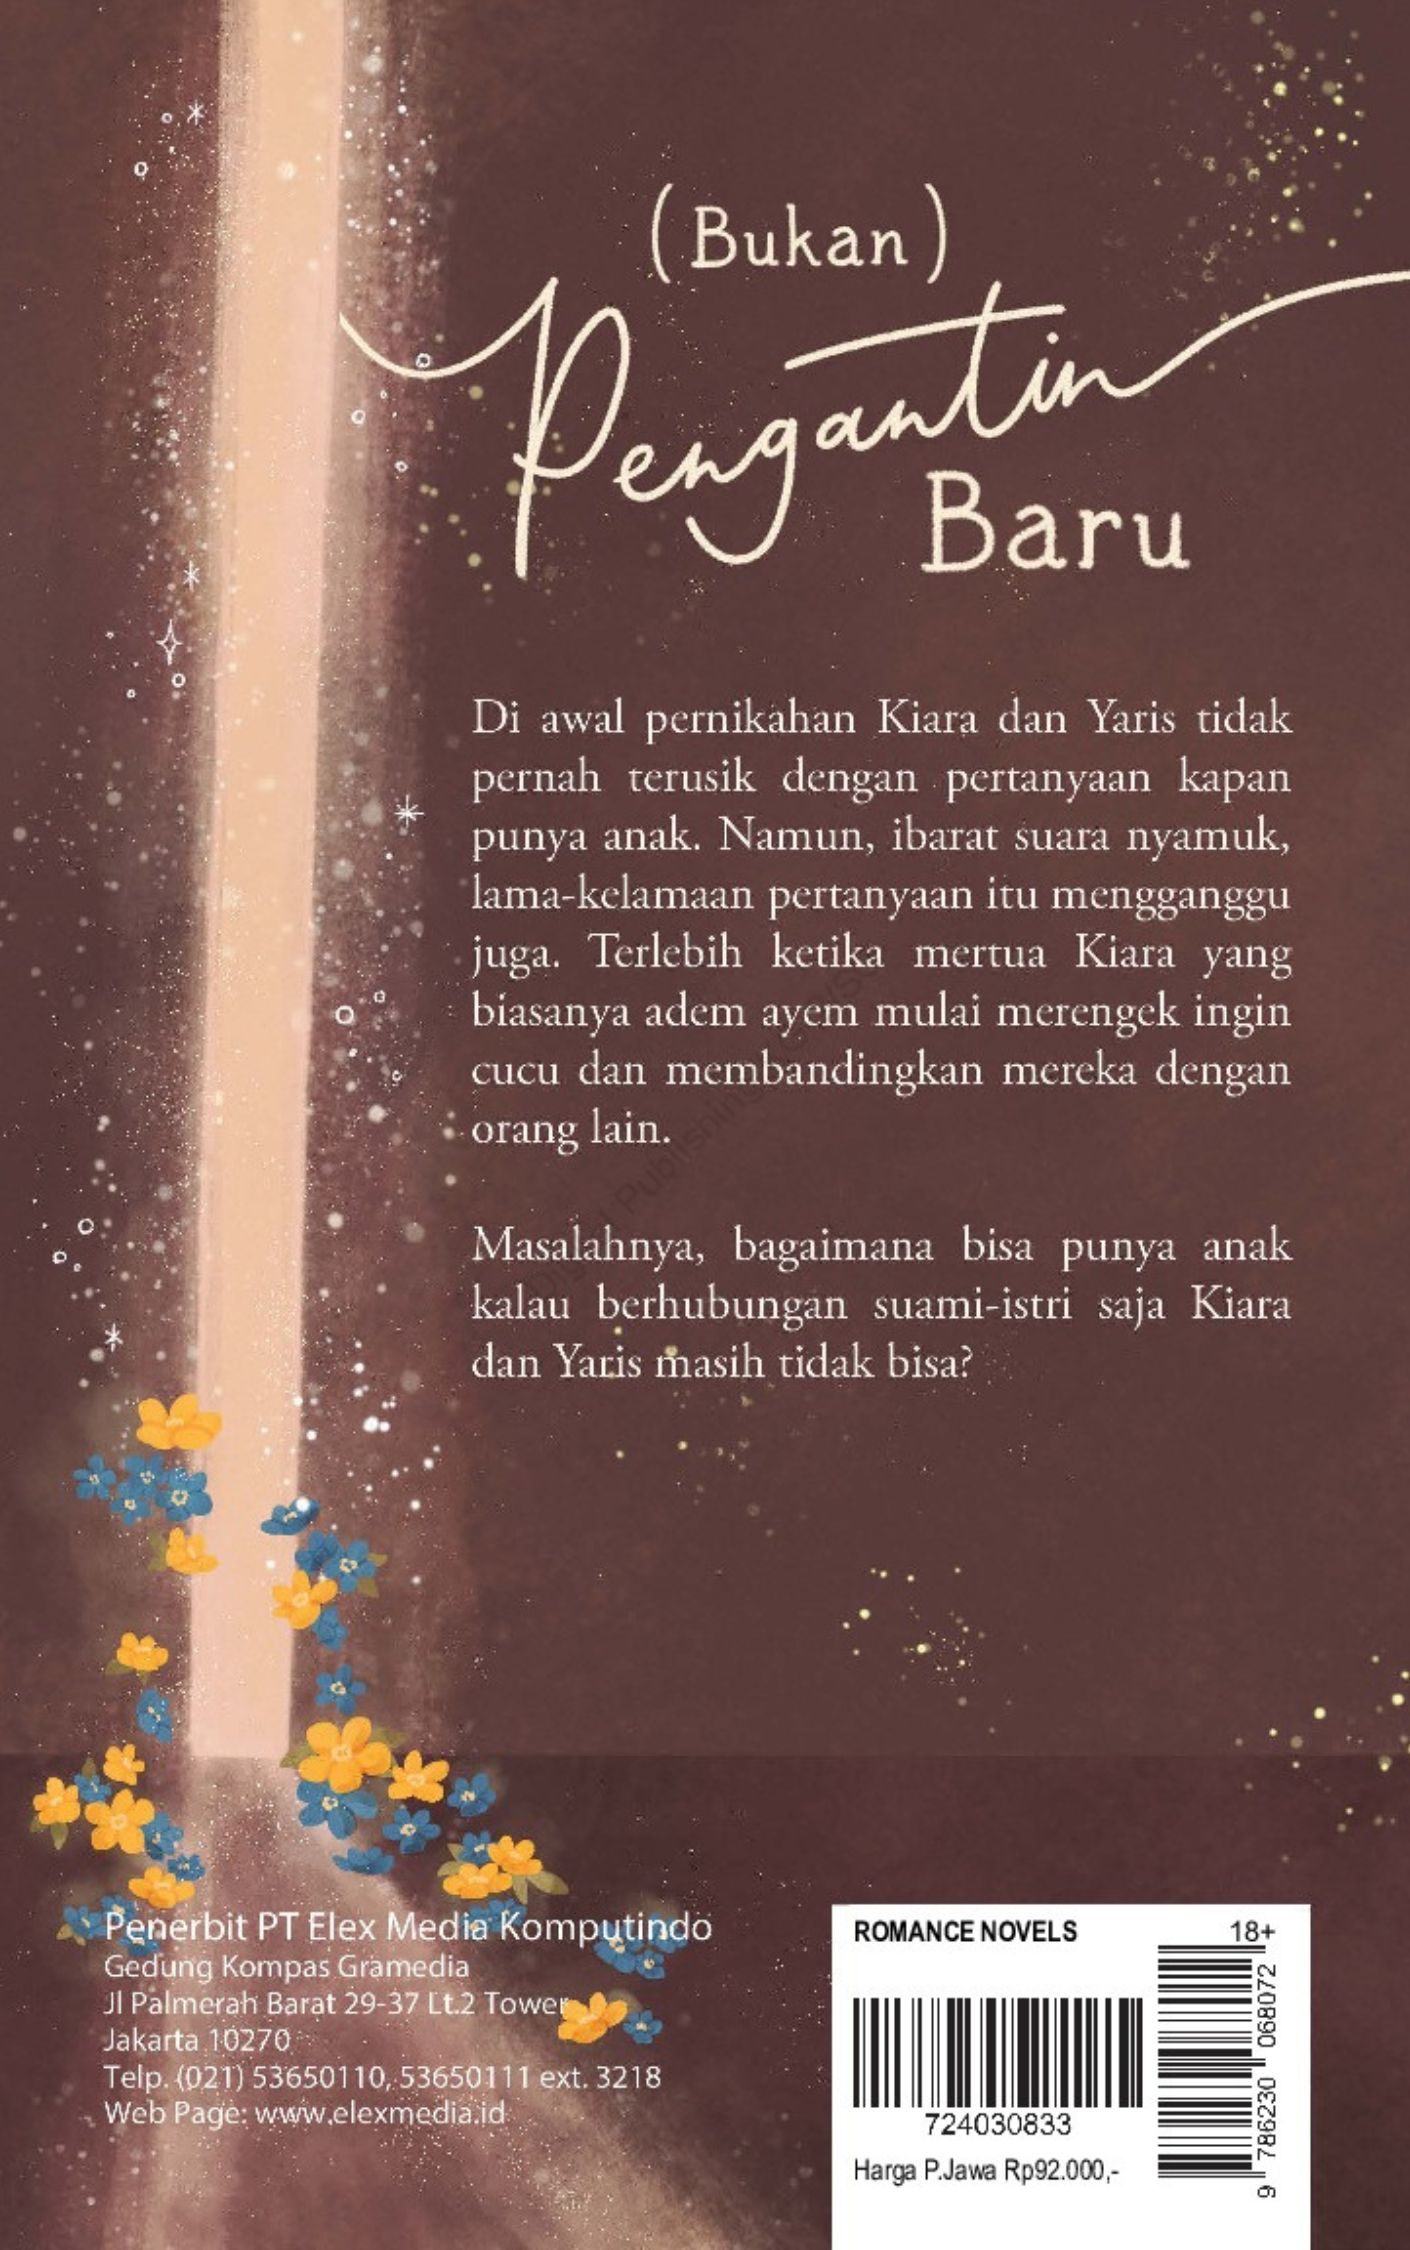 (Bukan)
Pengantin
Baru
Di awal pernikahan Kiara dan Yaris tidak
pernah terusik dengan pertanyaan kapan
punya anak. Namun, ibarat suara nyamuk,
lama-kelamaan pertanyaan itu mengganggu
juga. Terlebih ketika mertua Kiara yang
biasanya adem ayem mulai merengek ingin
cucu dan membandingkan mereka dengan
orang lain.
Masalahnya, bagaimana bisa punya anak
kalau berhubungan suami-istri saja Kiara
dan Yaris masih tidak bisa?
Penerbit PT Elex Media Komputindo
Gedung Kompas Gramedia
Jl Palmerah Barat 29-37 Lt.2 Tower
Jakarta 10270
Telp. (021) 53650110, 53650111 ext. 3218
Web Page: www.elexmedia.id
ROMANCE NOVELS 18+
724030833
Harga P.Jawa Rp92.000,-
9 786230 068072